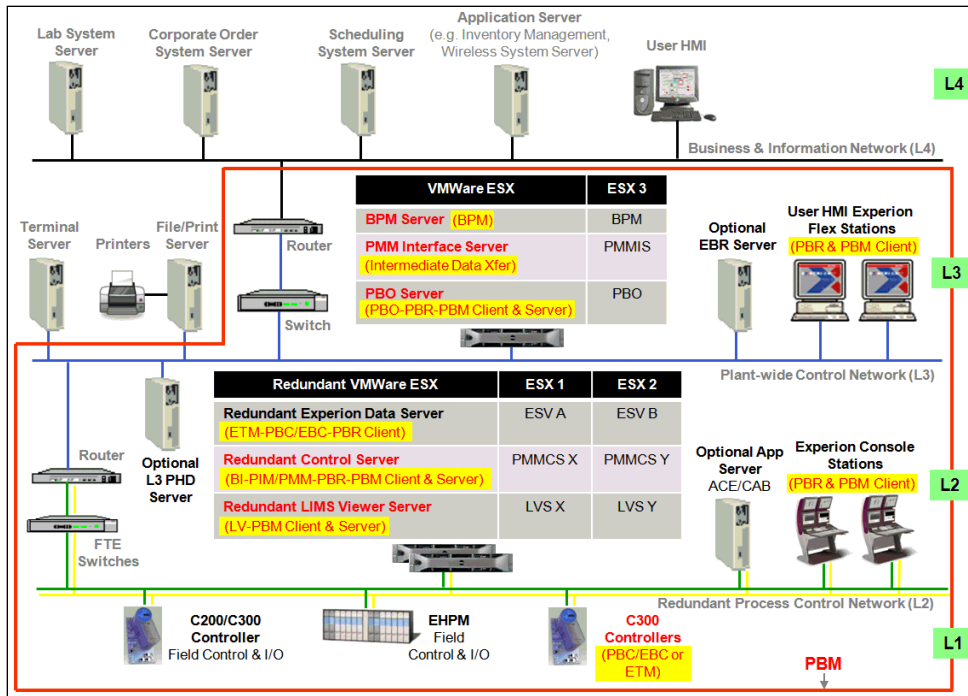 Lab System
Server
Corporate Order
System Server
Scheduling
System Server
Application Server
(e.g. Inventory Management,
Wireless System Server)
User HMI
L4
Business & Information Network (L4)
Terminal
Server
Printers
File/Print
Server
Router
Switch
VMWare ESX ESX 3
BPM Server (BPM) BPM
PMM Interface Server PMMIS
(Intermediate Data Xfer)
PBO Server PBO
(PBO-PBR-PBM Client & Server)
Optional
EBR Server
User HMI Experion
Flex Stations
(PBR & PBM Client)
L3
Plant-wide Control Network (L3)
Router
FTE
Switches
Optional
L3 PHD
Server
Redundant VMWare ESX ESX 1 ESX 2
Redundant Experion Data Server ESV A ESV B
(ETM-PBC/EBC-PBR Client)
Redundant Control Server PMMCS X PMMCS Y
(BI-PIM/PMM-PBR-PBM Client & Server)
Redundant LIMS Viewer Server LVS X LVS Y
(LV-PBM Client & Server)
Optional App
Server
ACE/CAB
Experion Console
Stations
(PBR & PBM Client)
L2
Redundant Process Control Network (L2)
C200/C300
Controller
Field Control & I/O
EHPM
Field
Control & I/O
C300
Controllers
(PBC/EBC or
ETM)
L1
PBM